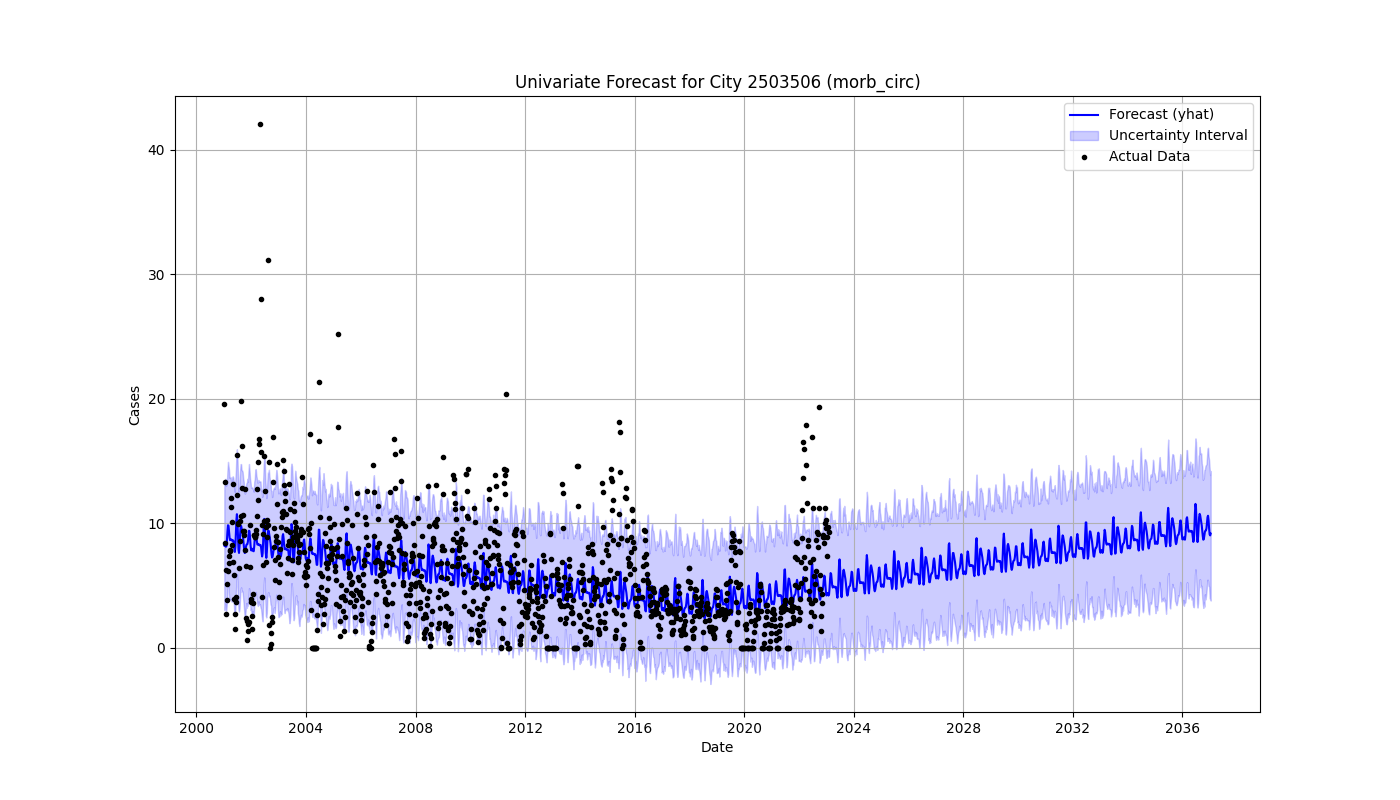 Univariate Forecast for City 2503506 (morb_circ)
Forecast (yhat)
Uncertainty Interval
Actual Data
Cases
40
30
20
10
0
2000 2004 2008 2012 2016 2020 2024 2028 2032 2036
Date